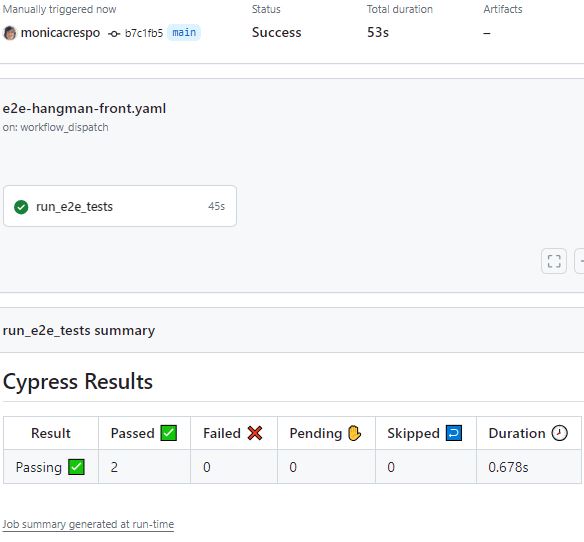 Manually triggered now Status Total duration Artifacts
monicacrespo b7c1fb5 main Success 53s –
e2e-hangman-front.yaml
on: workflow_dispatch
run_e2e_tests 45s
run_e2e_tests summary
Cypress Results
Result Passed ✅ Failed ❌ Pending ✋ Skipped ↩️ Duration 🕓
Passing ✅ 2 0 0 0 0.678s
Job summary generated at run-time